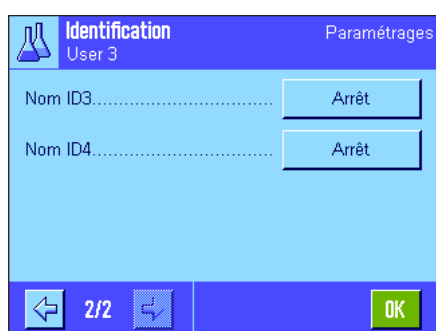 Identification
Paramétrages
User 3
Nom ID3.............................. Arrêt
Nom ID4.............................. Arrêt
2/2
OK